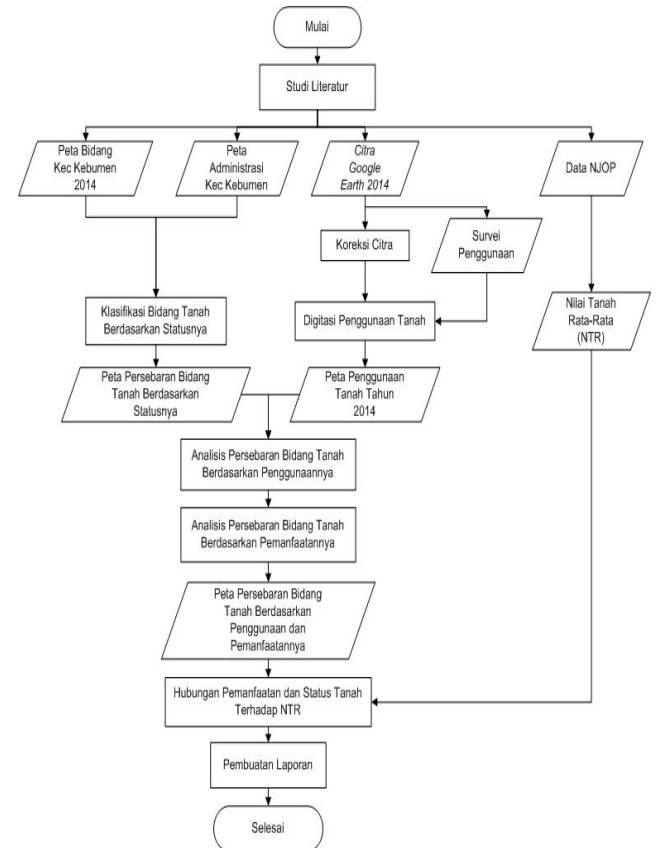 Mulai
Studi Literatur
Peta Bidang
Kec Kebumen
2014
Peta
Administrasi
Kec Kebumen
Citra
Google
Earth 2014
Data NJOP
Koreksi Citra
Survei
Penggunaan
Klasifikasi Bidang Tanah
Berdasarkan Statusnya
Digitasi Penggunaan Tanah
Nilai Tanah
Rata-Rata
(NTR)
Peta Persebaran Bidang
Tanah Berdasarkan
Statusnya
Peta Penggunaan
Tanah Tahun
2014
Analisis Persebaran Bidang Tanah
Berdasarkan Penggunaannya
Analisis Persebaran Bidang Tanah
Berdasarkan Pemanfaatannya
Peta Persebaran Bidang
Tanah Berdasarkan
Penggunaan dan
Pemanfaatannya
Hubungan Pemanfaatan dan Status Tanah
Terhadap NTR
Pembuatan Laporan
Selesai